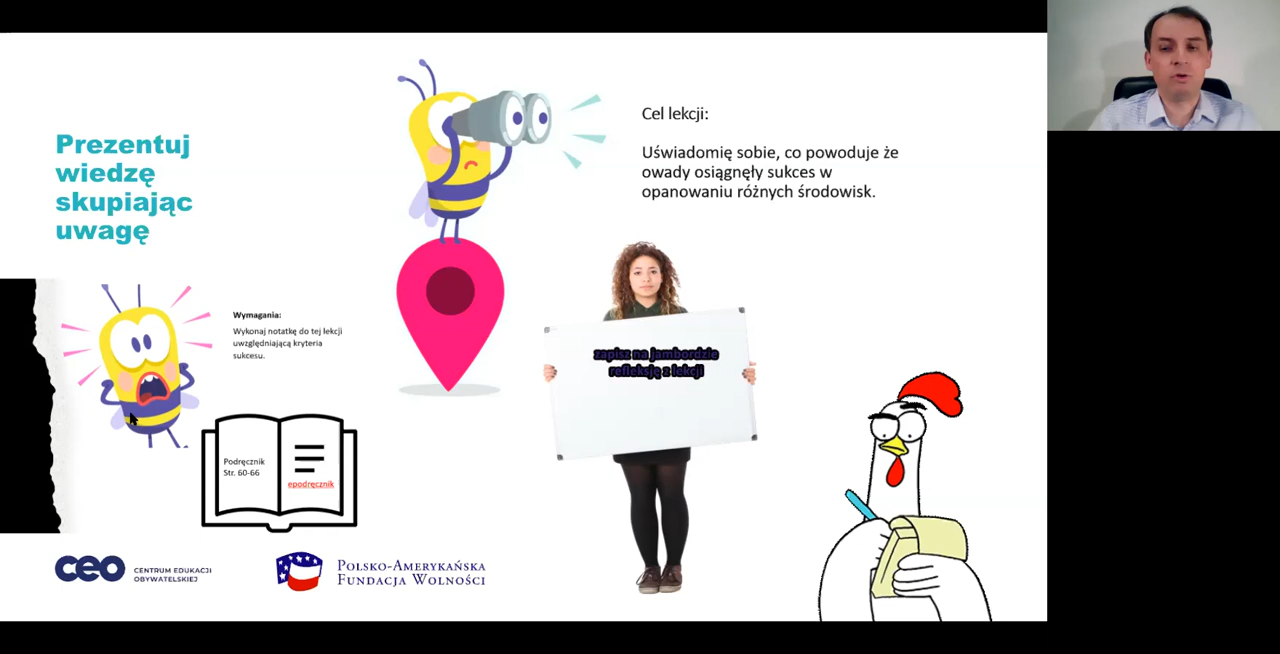 Prezentuj
wiedzę
skupiając
uwagę
Cel lekcji:
Uświadomię sobie, co powoduje że
owady osiągnęły sukces w
opanowaniu różnych środowisk.
Wymagania:
Wykonaj notatkę do tej lekcji
uwzględniającą kryteria
sukcesu.
zapisz na jambordzie
refleksję z lekcji
Podręcznik
Str. 60-66
epodręcznik
ceo CENTRUM EDUKACJI
OBYWATELSKIEJ
Polsko-Amerykańska
Fundacja Wolności